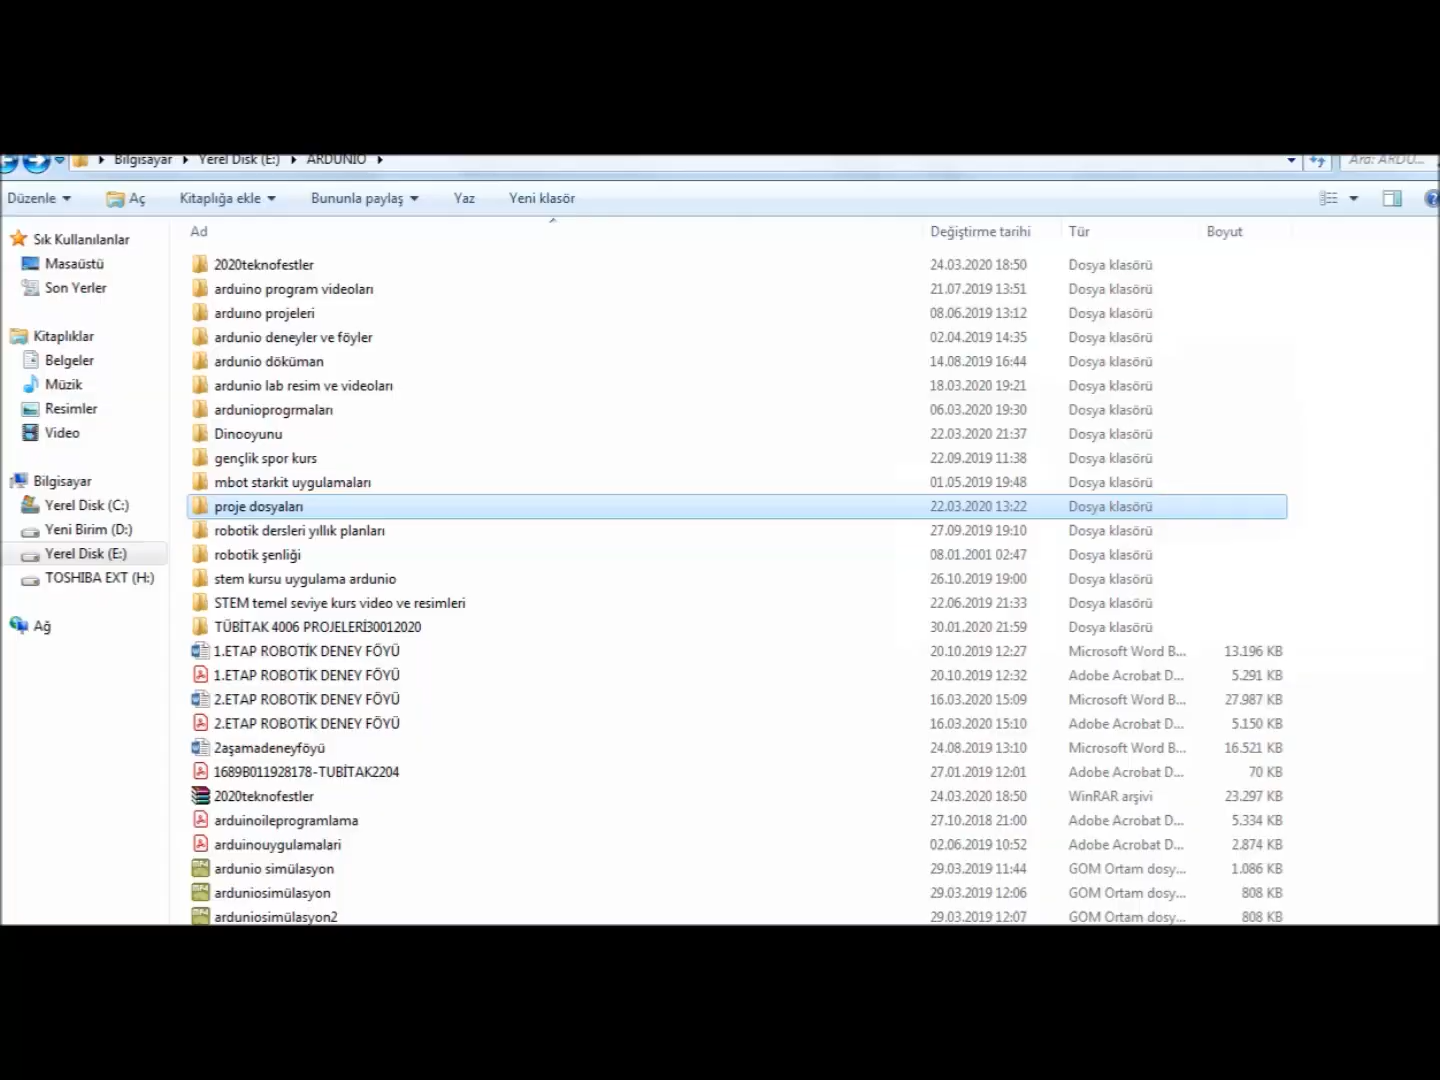 Bilgisayar Yerel Disk (E:) ARDUNIO Ara: ARDU...
Düzenle Aç Kitaplığa ekle Bununla paylaş Yaz Yeni klasör
Sık Kullanılanlar
Masaüstü
Son Yerler
Kitaplıklar
Belgeler
Müzik
Resimler
Video
Bilgisayar
Yerel Disk (C:)
Yeni Birim (D:)
Yerel Disk (E:)
TOSHIBA EXT (H:)
Ağ
Ad Değiştirme tarihi Tür Boyut
2020teknofestler 24.03.2020 18:50 Dosya klasörü
arduino program videoları 21.07.2019 13:51 Dosya klasörü
arduıno projeleri 08.06.2019 13:12 Dosya klasörü
ardunio deneyler ve föyler 02.04.2019 14:35 Dosya klasörü
ardunio döküman 14.08.2019 16:44 Dosya klasörü
ardunio lab resim ve videoları 18.03.2020 19:21 Dosya klasörü
ardunioprogrmaları 06.03.2020 19:30 Dosya klasörü
Dinooyunu 22.03.2020 21:37 Dosya klasörü
gençlik spor kurs 22.09.2019 11:38 Dosya klasörü
mbot starkit uygulamaları 01.05.2019 19:48 Dosya klasörü
proje dosyaları 22.03.2020 13:22 Dosya klasörü
robotik dersleri yıllık planları 27.09.2019 19:10 Dosya klasörü
robotik şenliği 08.01.2001 02:47 Dosya klasörü
stem kursu uygulama ardunio 26.10.2019 19:00 Dosya klasörü
STEM temel seviye kurs video ve resimleri 22.06.2019 21:33 Dosya klasörü
TÜBİTAK 4006 PROJELERİ30012020 30.01.2020 21:59 Dosya klasörü
1.ETAP ROBOTİK DENEY FÖYÜ 20.10.2019 12:27 Microsoft Word B... 13.196 KB
1.ETAP ROBOTİK DENEY FÖYÜ 20.10.2019 12:32 Adobe Acrobat D... 5.291 KB
2.ETAP ROBOTİK DENEY FÖYÜ 16.03.2020 15:09 Microsoft Word B... 27.987 KB
2.ETAP ROBOTİK DENEY FÖYÜ 16.03.2020 15:10 Adobe Acrobat D... 5.150 KB
2aşamadeneyföyü 24.08.2019 13:10 Microsoft Word B... 16.521 KB
1689B011928178-TUBİTAK2204 27.01.2019 12:01 Adobe Acrobat D... 70 KB
2020teknofestler 24.03.2020 18:50 WinRAR arşivi 23.297 KB
arduinoileprogramlama 27.10.2018 21:00 Adobe Acrobat D... 5.334 KB
arduinouygulamalari 02.06.2019 10:52 Adobe Acrobat D... 2.874 KB
ardunio simülasyon 29.03.2019 11:44 GOM Ortam dosy... 1.086 KB
arduniosimülasyon 29.03.2019 12:06 GOM Ortam dosy... 808 KB
arduniosimülasyon2 29.03.2019 12:07 GOM Ortam dosy... 808 KB